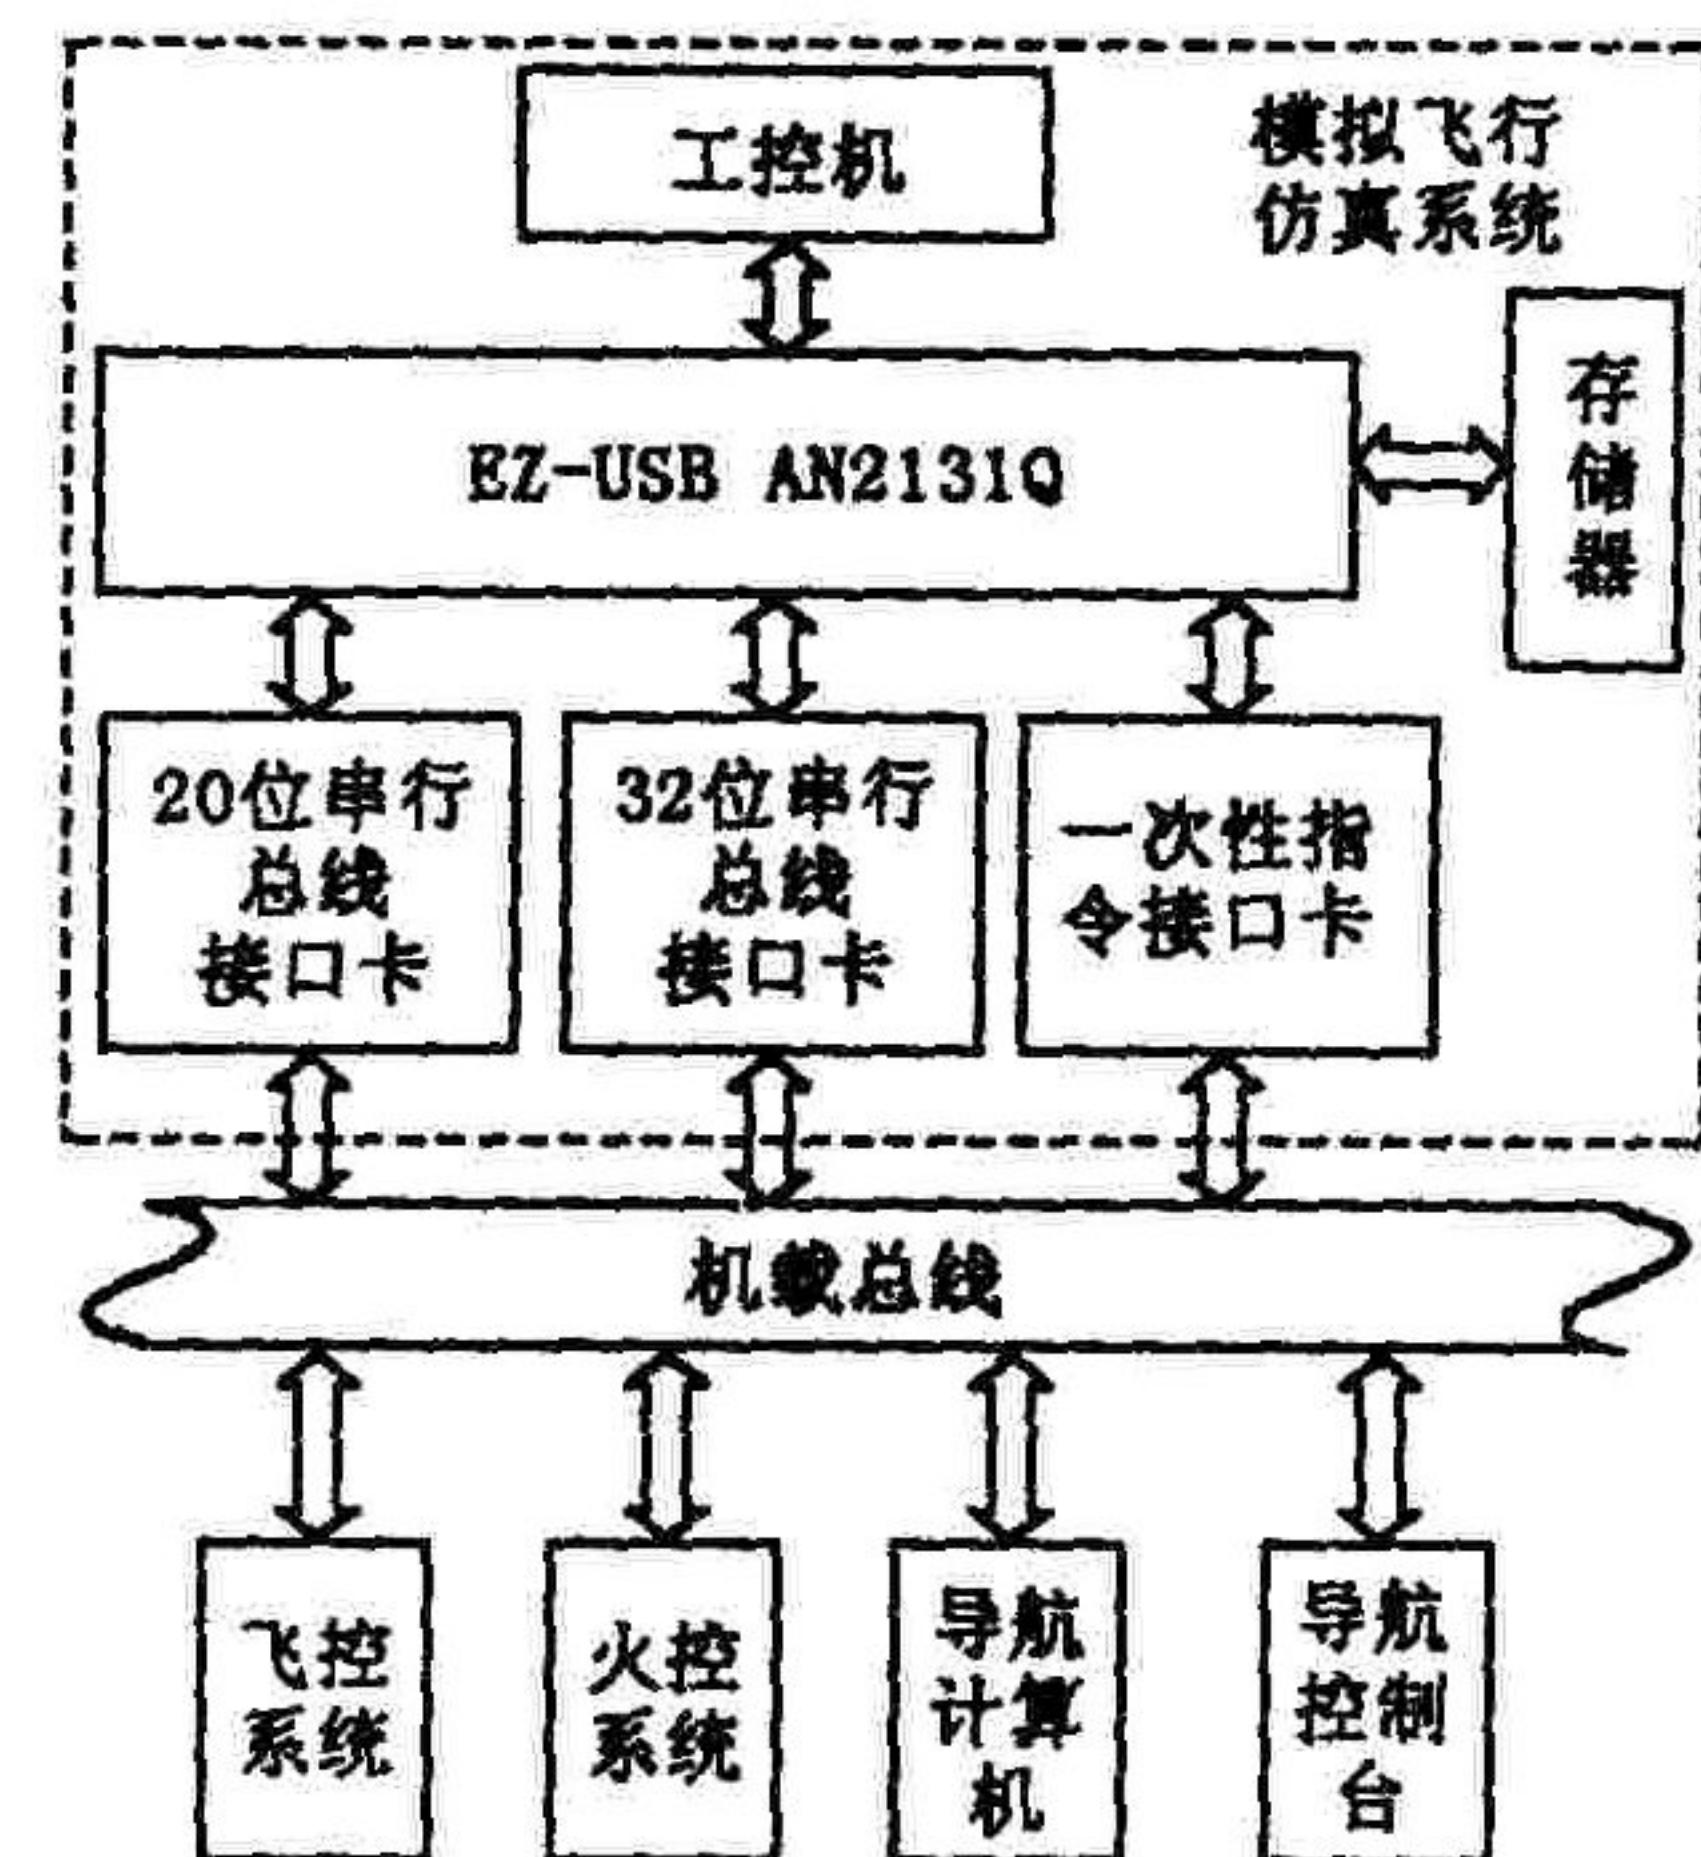 工控机
模拟飞行
仿真系统
EZ-USB AN2131Q
存
储
器
20位串行
总线
接口卡
32位串行
总线
接口卡
一次性指
令接口卡
机载总线
飞控
系统
火控
系统
导航
计算
机
导航
控制
台